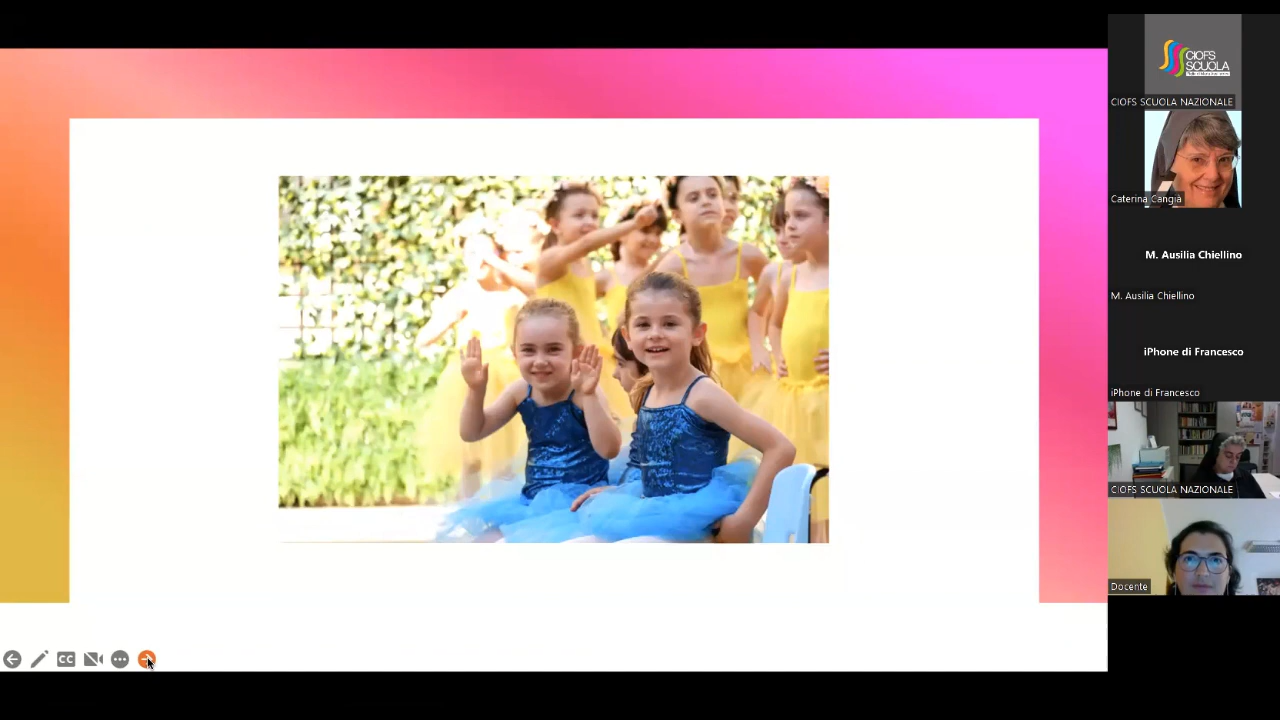 CIOFS
SCUOLA
CIOFS SCUOLA NAZIONALE
Caterina Cangià
M. Ausilia Chiellino
M. Ausilia Chiellino
iPhone di Francesco
iPhone di Francesco
CIOFS SCUOLA NAZIONALE
Docente
CC